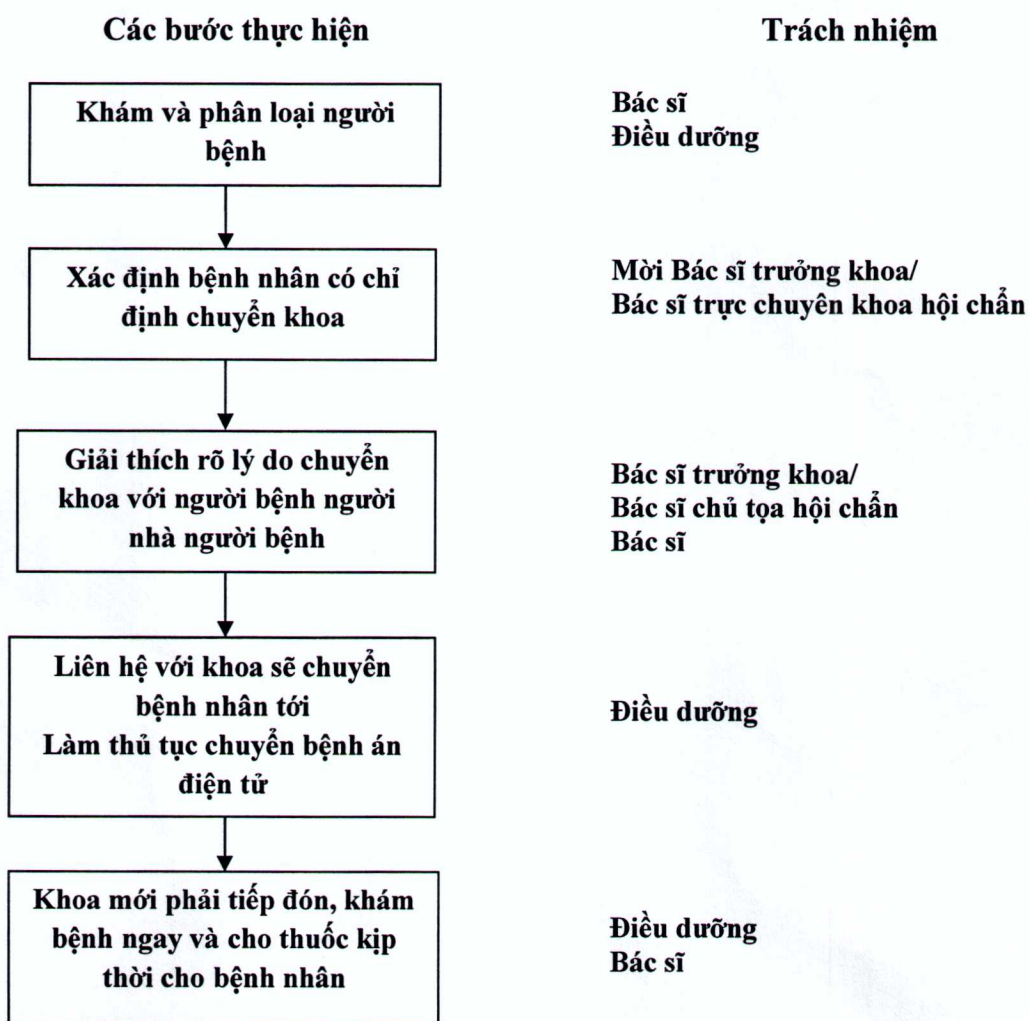 Các bước thực hiện
Trách nhiệm
Khám và phân loại người
bệnh
Bác sĩ
Điều dưỡng
Xác định bệnh nhân có chỉ
định chuyển khoa
Mời Bác sĩ trưởng khoa/
Bác sĩ trực chuyên khoa hội chẩn
Giải thích rõ lý do chuyển
khoa với người bệnh người
nhà người bệnh
Bác sĩ trưởng khoa/
Bác sĩ chủ tọa hội chẩn
Bác sĩ
Liên hệ với khoa sẽ chuyển
bệnh nhân tới
Làm thủ tục chuyển bệnh án
điện tử
Điều dưỡng
Khoa mới phải tiếp đón, khám
bệnh ngay và cho thuốc kịp
thời cho bệnh nhân
Điều dưỡng
Bác sĩ